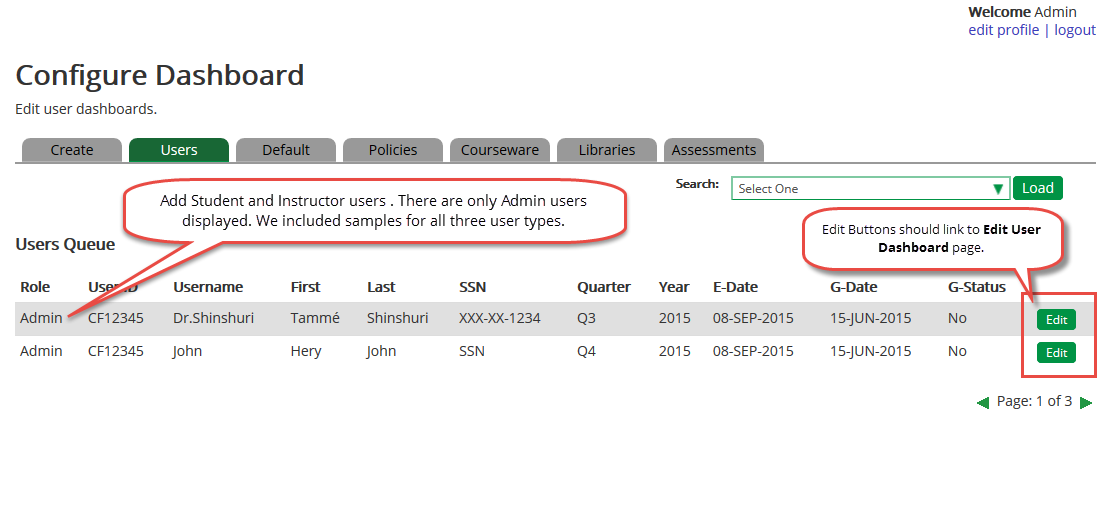 Welcome Admin
edit profile | logout
Configure Dashboard
Edit user dashboards.
Create Users Default Policies Courseware Libraries Assessments
Search: Select One ▼ Load
Add Student and Instructor users . There are only Admin users
displayed. We included samples for all three user types.
Edit Buttons should link to Edit User
Dashboard page.
Users Queue
Role User ID Username First Last SSN Quarter Year E-Date G-Date G-Status
Admin CF12345 Dr.Shinshuri Tammé Shinshuri XXX-XX-1234 Q3 2015 08-SEP-2015 15-JUN-2015 No Edit
Admin CF12345 John Hery John SSN Q4 2015 08-SEP-2015 15-JUN-2015 No Edit
Page: 1 of 3